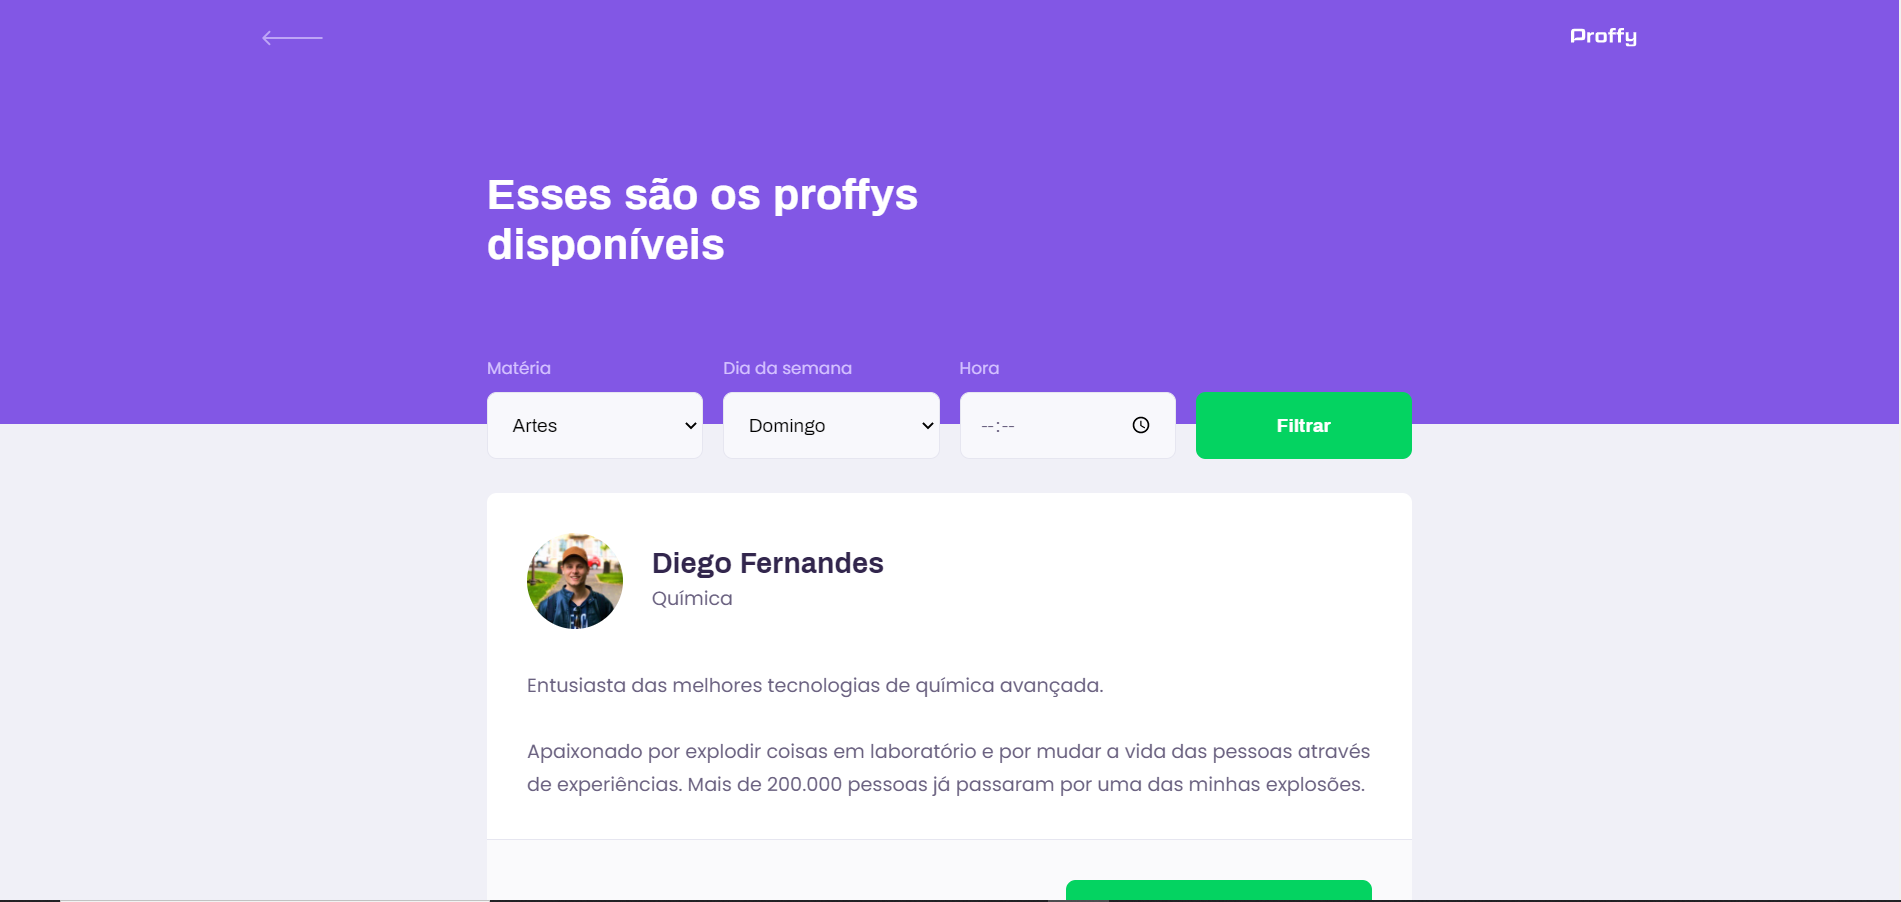 Proffy
Esses são os proffys
disponíveis
Matéria
Dia da semana
Hora
Artes
Domingo
--:--
Filtrar
Diego Fernandes
Química
Entusiasta das melhores tecnologias de química avançada.
Apaixonado por explodir coisas em laboratório e por mudar a vida das pessoas através
de experiências. Mais de 200.000 pessoas já passaram por uma das minhas explosões.